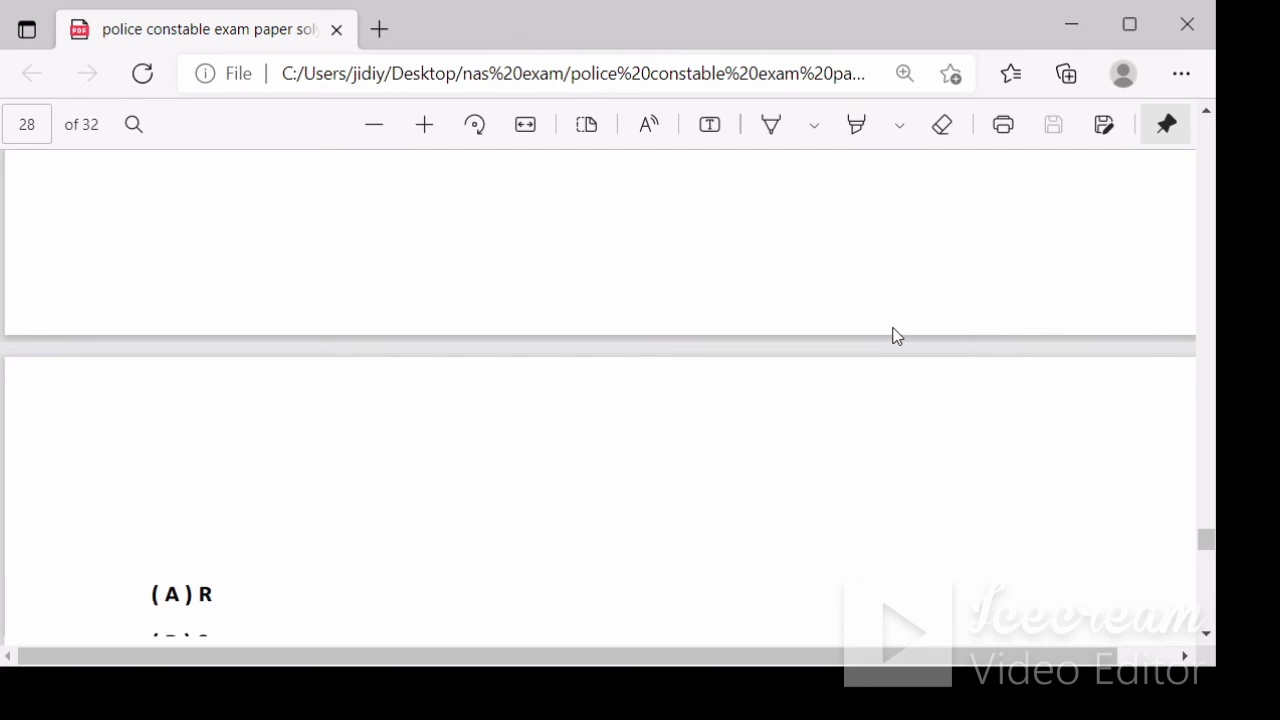 police constable exam paper sol
File
C:/Users/jidiy/Desktop/nas%20exam/police%20constable%20exam%20pa...
28 of 32
( A ) R
Icecream
Video Editor